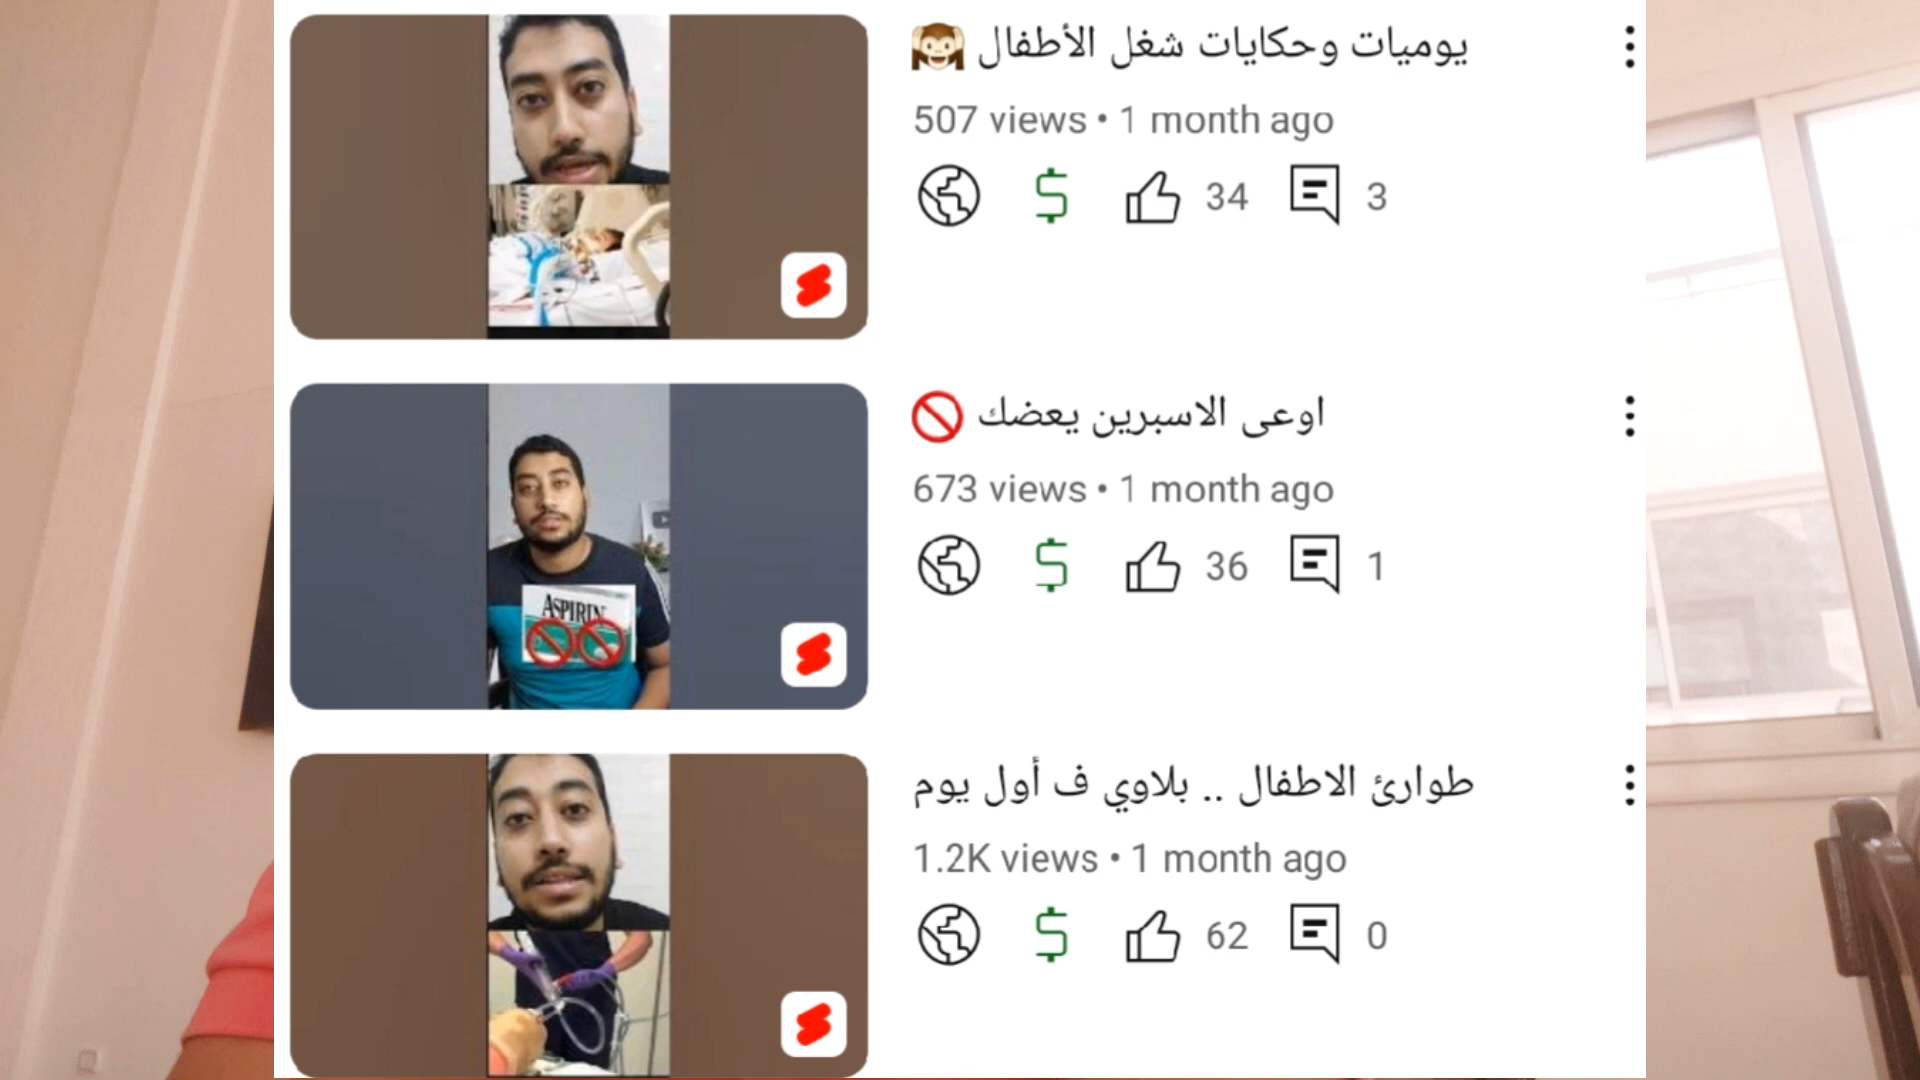 يوميات وحكايات شغل الأطفال 🙉
507 views • 1 month ago
34 3
اوعى الاسبرين يعضك 🚫
673 views • 1 month ago
36 1
ASPIRIN
طوارئ الاطفال .. بلاوي ف أول يوم
1.2K views • 1 month ago
62 0